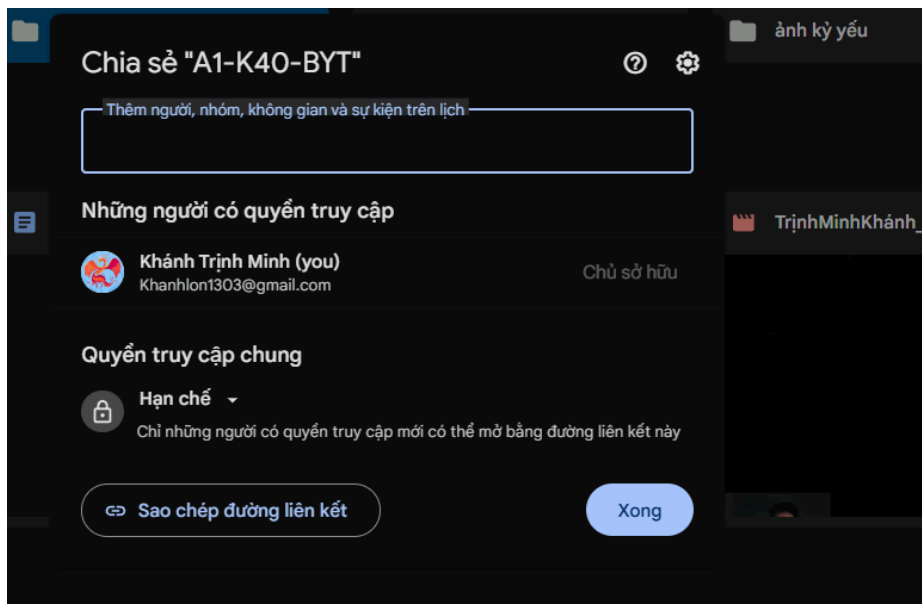 ảnh kỷ yếu
Chia sẻ "A1-K40-BYT"
Thêm người, nhóm, không gian và sự kiện trên lịch
Những người có quyền truy cập
TrịnhMinhKhánh_
Khánh Trịnh Minh (you)
Khanhlon1303@gmail.com
Chủ sở hữu
Quyền truy cập chung
Hạn chế
Chỉ những người có quyền truy cập mới có thể mở bằng đường liên kết này
Sao chép đường liên kết
Xong